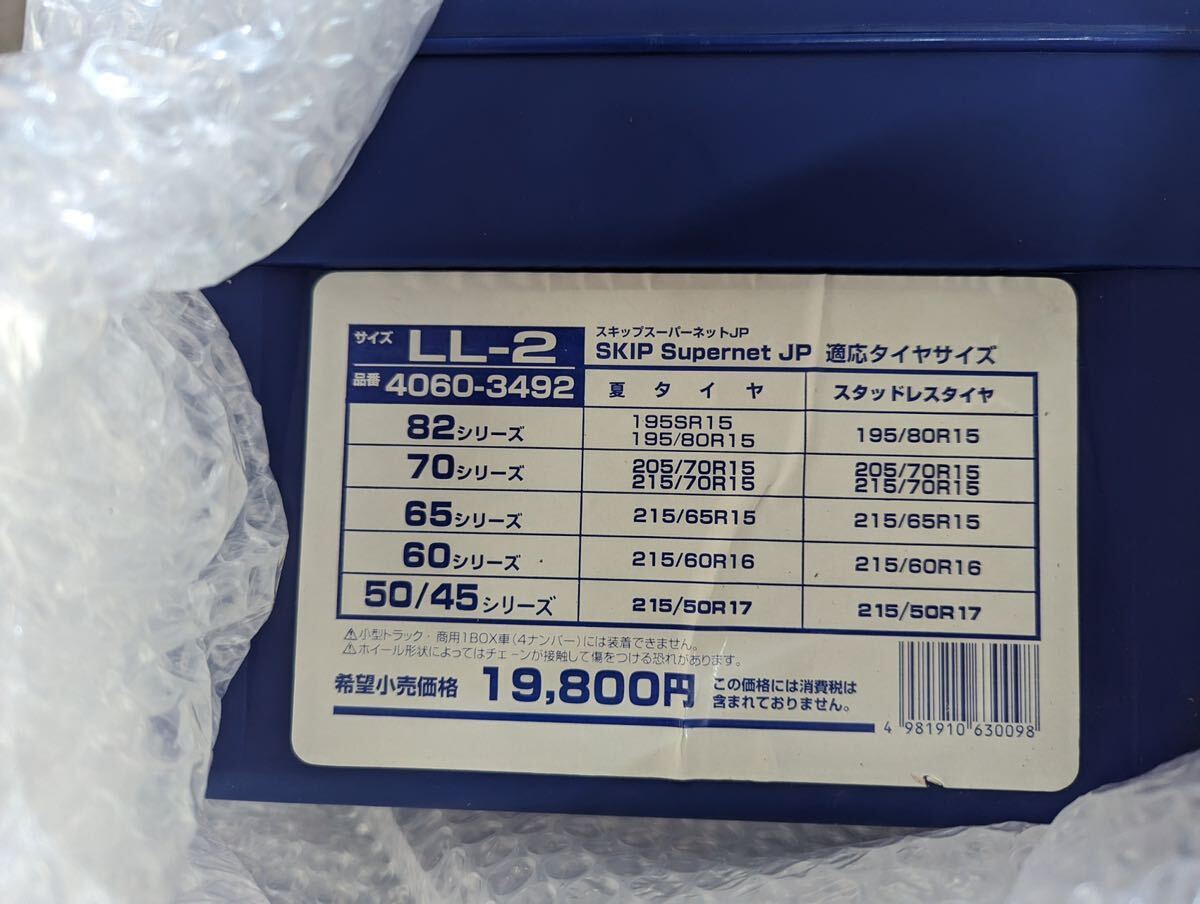 サイズ LL-2
品番 4060-3492
スキップスーパーネットJP
SKIP Supernet JP 適応タイヤサイズ
夏タイヤ スタッドレスタイヤ
82シリーズ 195SR15
195/80R15 195/80R15
70シリーズ 205/70R15 205/70R15
215/70R15 215/70R15
65シリーズ 215/65R15 215/65R15
60シリーズ 215/60R16 215/60R16
50/45シリーズ 215/50R17 215/50R17
⚠小型トラック・商用1BOX車(4ナンバー)には装着できません。
⚠ホイール形状によってはチェーンが接触して傷をつける恐れがあります。
希望小売価格 19,800円 この価格には消費税は
含まれておりません。
4 981910 630098